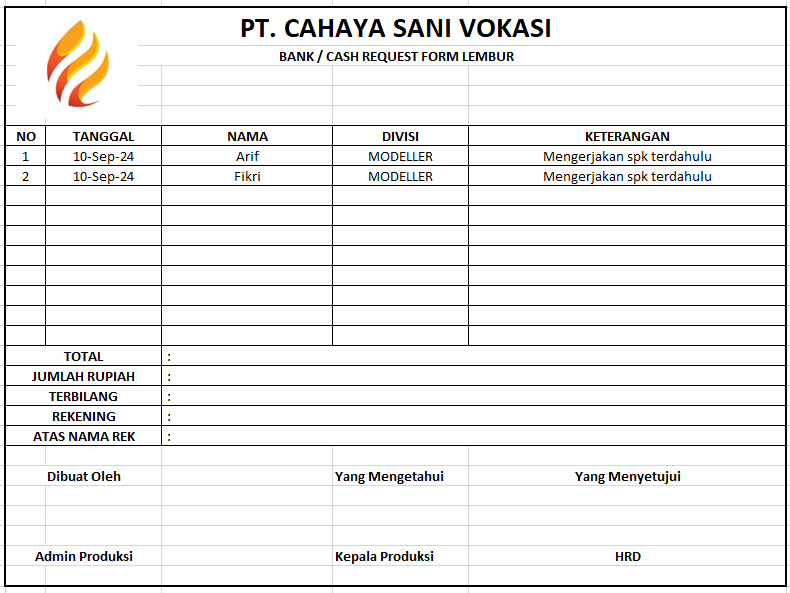 PT. CAHAYA SANI VOKASI
BANK / CASH REQUEST FORM LEMBUR
NO TANGGAL NAMA DIVISI KETERANGAN
1 10-Sep-24 Arif MODELLER Mengerjakan spk terdahulu
2 10-Sep-24 Fikri MODELLER Mengerjakan spk terdahulu
TOTAL :
JUMLAH RUPIAH :
TERBILANG :
REKENING :
ATAS NAMA REK :
Dibuat Oleh Yang Mengetahui Yang Menyetujui
Admin Produksi Kepala Produksi HRD